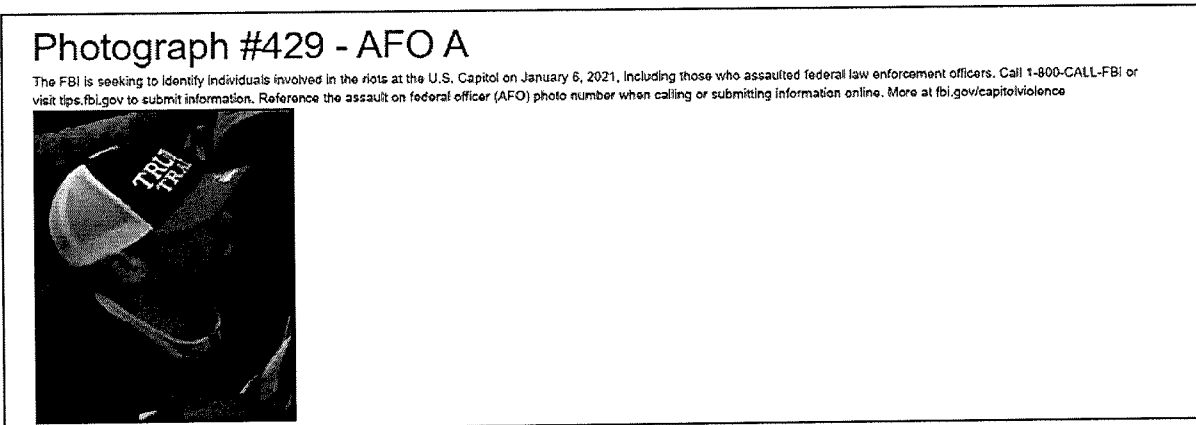 Photograph #429 - AFO A
The FBI is seeking to identify individuals involved in the riots at the U.S. Capitol on January 6, 2021, including those who assaulted federal law enforcement officers. Call 1-800-CALL-FBI or
visit tips.fbi.gov to submit information. Reference the assault on federal officer (AFO) photo number when calling or submitting information online. More at fbi.gov/capitolviolence
TRU
TRU